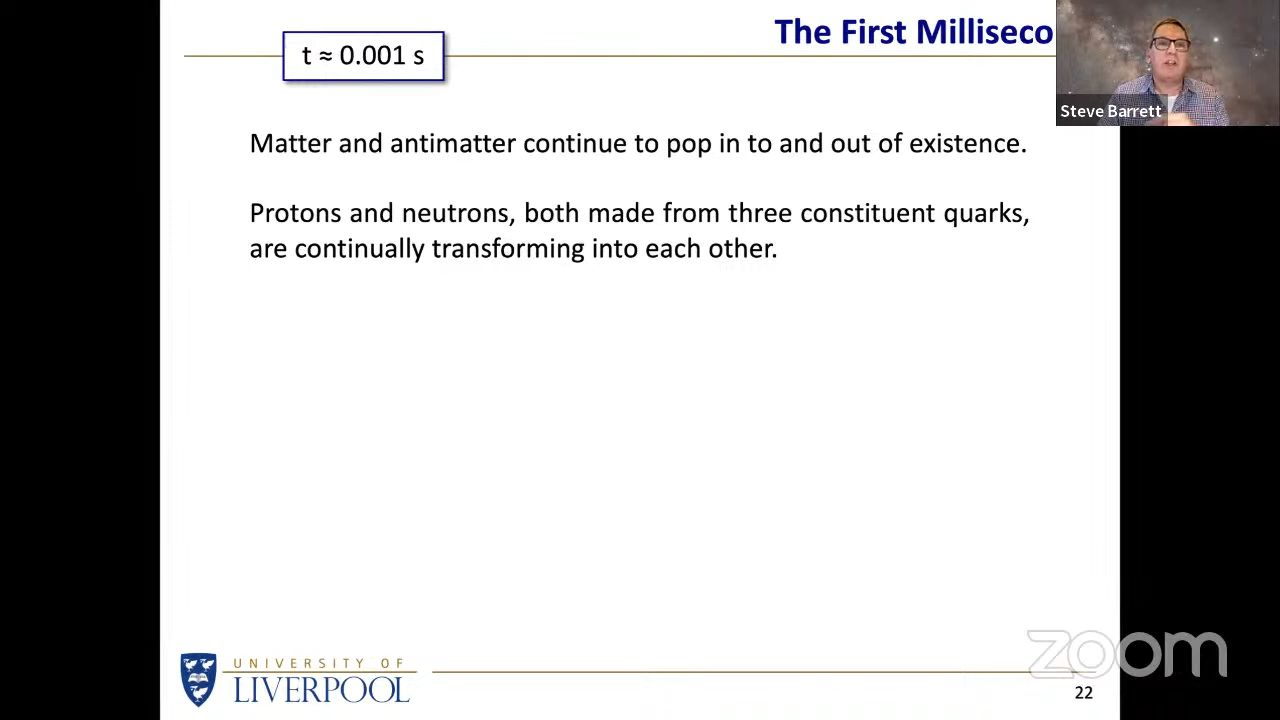 t ≈ 0.001 s
The First Milliseco
Steve Barrett
Matter and antimatter continue to pop in to and out of existence.
Protons and neutrons, both made from three constituent quarks,
are continually transforming into each other.
UNIVERSITY OF
LIVERPOOL
zoom
22